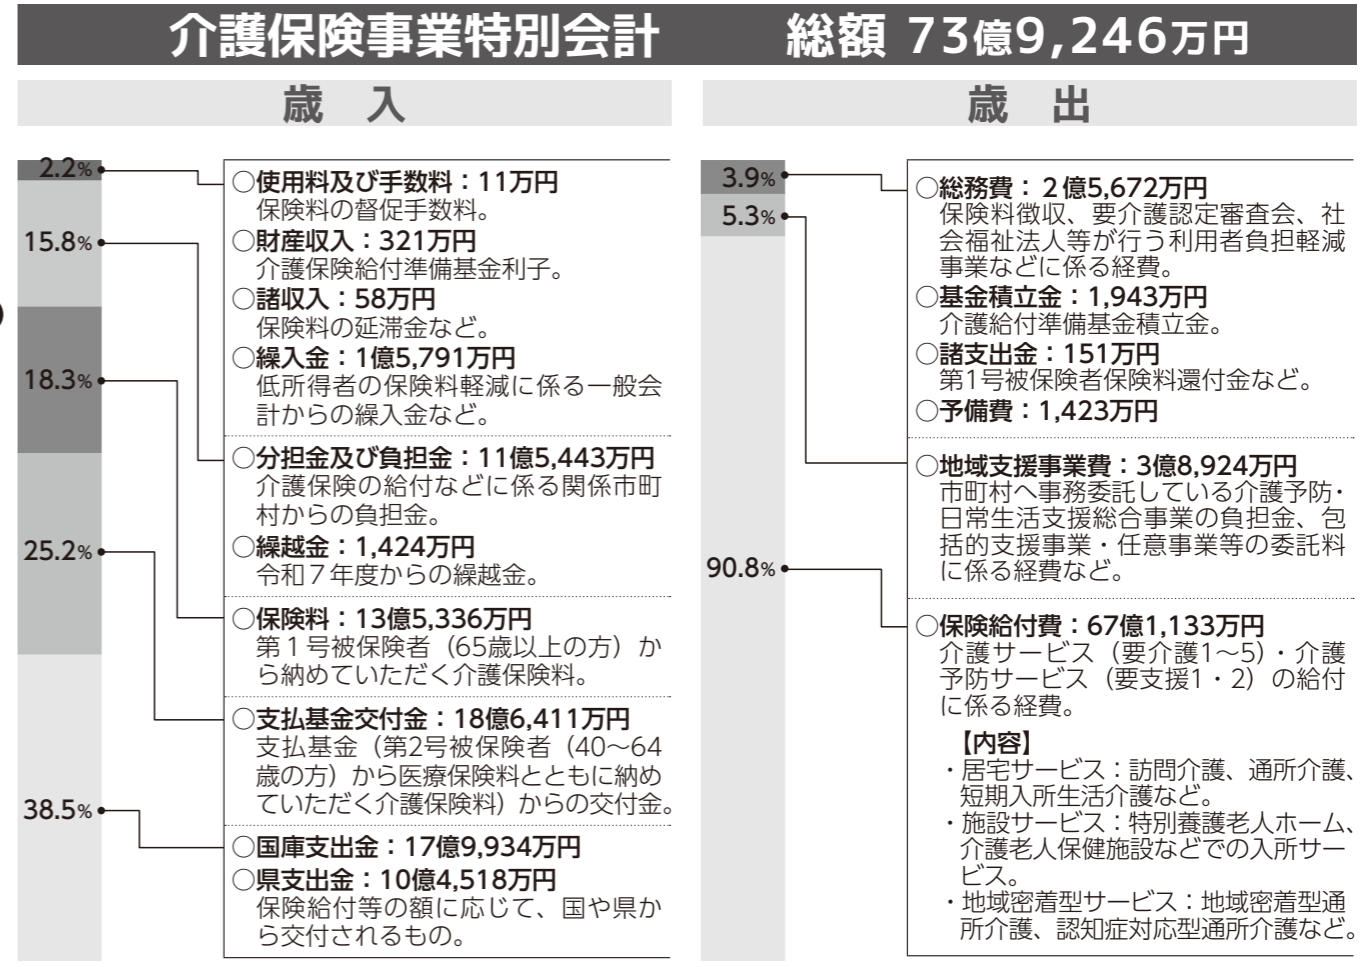 介護保険事業特別会計　総額 73億9,246万円
歳　入
2.2%
15.8%
18.3%
25.2%
38.5%
○使用料及び手数料：11万円
保険料の督促手数料。
○財産収入：321万円
介護保険給付準備基金利子。
○諸収入：58万円
保険料の延滞金など。
○繰入金：1億5,791万円
低所得者の保険料軽減に係る一般会
計からの繰入金など。
○分担金及び負担金：11億5,443万円
介護保険の給付などに係る関係市町
村からの負担金。
○繰越金：1,424万円
令和７年度からの繰越金。
○保険料：13億5,336万円
第１号被保険者（65歳以上の方）か
ら納めていただく介護保険料。
○支払基金交付金：18億6,411万円
支払基金（第2号被保険者（40～64
歳の方）から医療保険料とともに納め
ていただく介護保険料）からの交付金。
○国庫支出金：17億9,934万円
○県支出金：10億4,518万円
保険給付等の額に応じて、国や県か
ら交付されるもの。
歳　出
3.9%
5.3%
90.8%
○総務費：２億5,672万円
保険料徴収、要介護認定審査会、社
会福祉法人等が行う利用者負担軽減
事業などに係る経費。
○基金積立金：1,943万円
介護給付準備基金積立金。
○諸支出金：151万円
第1号被保険者保険料還付金など。
○予備費：1,423万円
○地域支援事業費：3億8,924万円
市町村へ事務委託している介護予防・
日常生活支援総合事業の負担金、包
括的支援事業・任意事業等の委託料
に係る経費など。
○保険給付費：67億1,133万円
介護サービス（要介護1～5）・介護
予防サービス（要支援1・2）の給付
に係る経費。
【内容】
・居宅サービス：訪問介護、通所介護、
短期入所生活介護など。
・施設サービス：特別養護老人ホーム、
介護老人保健施設などでの入所サー
ビス。
・地域密着型サービス：地域密着型通
所介護、認知症対応型通所介護など。